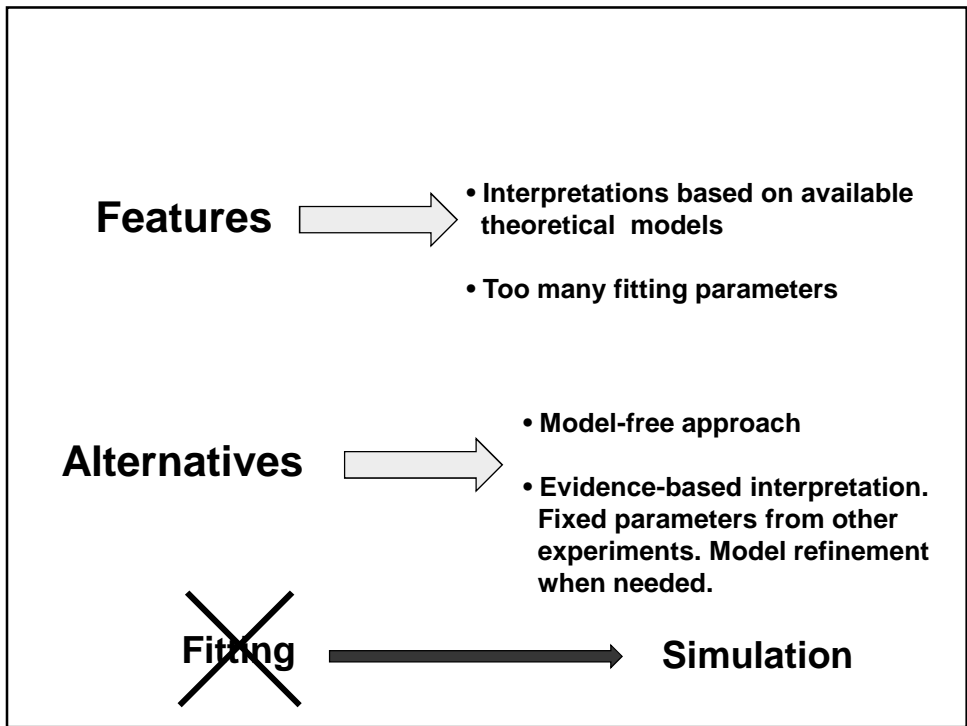 Features
• Interpretations based on available
theoretical models
• Too many fitting parameters
Alternatives
• Model-free approach
• Evidence-based interpretation.
Fixed parameters from other
experiments. Model refinement
when needed.
Fitting
Simulation